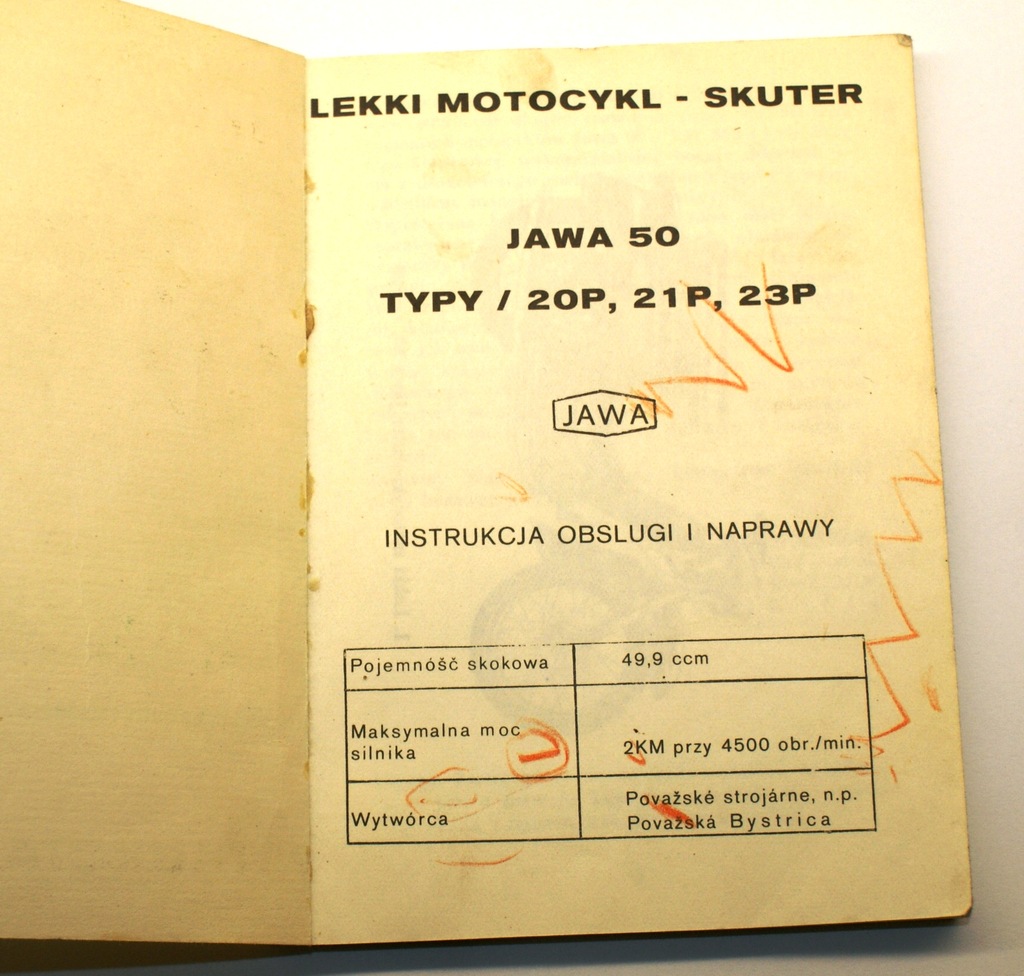 LEKKI MOTOCYKL - SKUTER
JAWA 50
TYPY / 20P, 21P, 23P
JAWA
INSTRUKCJA OBSLUGI I NAPRAWY
Pojemnóšč skokowa 49,9 ccm
Maksymalna moc
silnika 2KM przy 4500 obr./min.
Považské strojárne, n.p.
Wytwórca Považská Bystrica